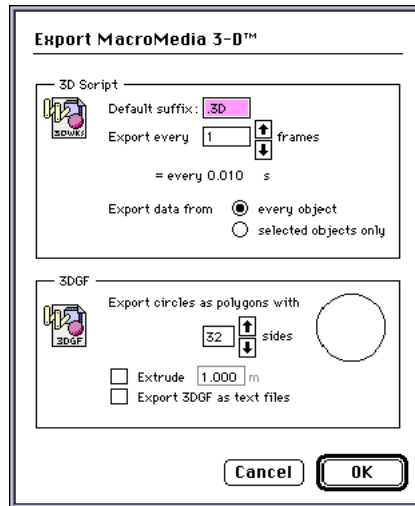 Export MacroMedia 3-D™
3D Script
3DWKS
Default suffix: .3D
Export every 1 frames
= every 0.010 s
Export data from every object
selected objects only
3DGF
3DGF
Export circles as polygons with
32 sides
Extrude 1.000 m
Export 3DGF as text files
Cancel OK